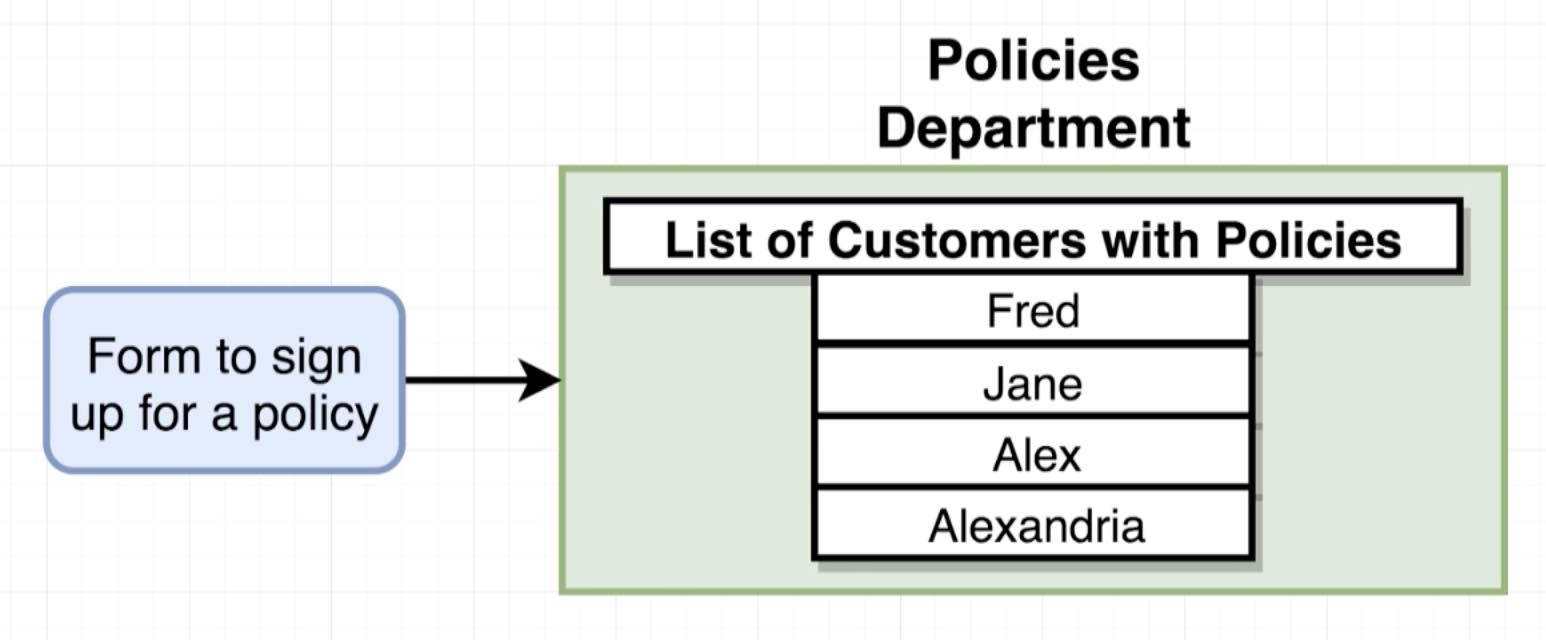 Policies
Department
List of Customers with Policies
Form to sign
up for a policy
Fred
Jane
Alex
Alexandria